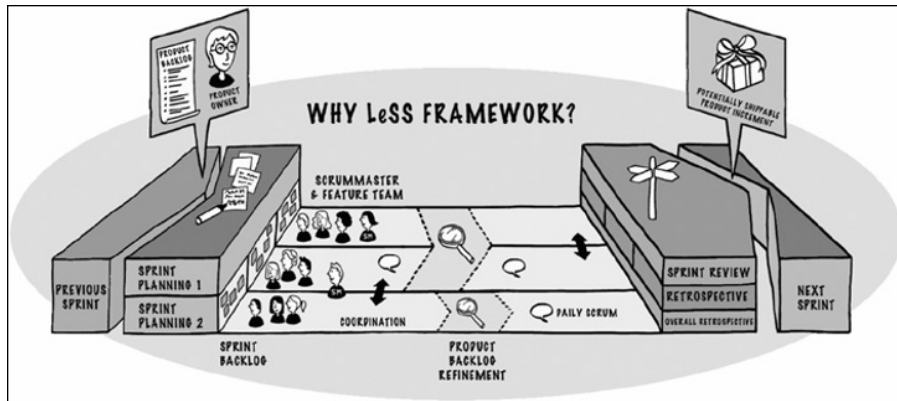 PRODUCT
BACKLOG
PRODUCT
OWNER
POTENTIALLY SHIPPABLE
PRODUCT INCREMENT
WHY LeSS FRAMEWORK?
SCRUMMASTER
& FEATURE TEAM
SM
SM
PREVIOUS
SPRINT
SPRINT
PLANNING 1
SPRINT
PLANNING 2
SPRINT
BACKLOG
COORDINATION
PRODUCT
BACKLOG
REFINEMENT
DAILY SCRUM
SPRINT REVIEW
RETROSPECTIVE
OVERALL RETROSPECTIVE
NEXT
SPRINT